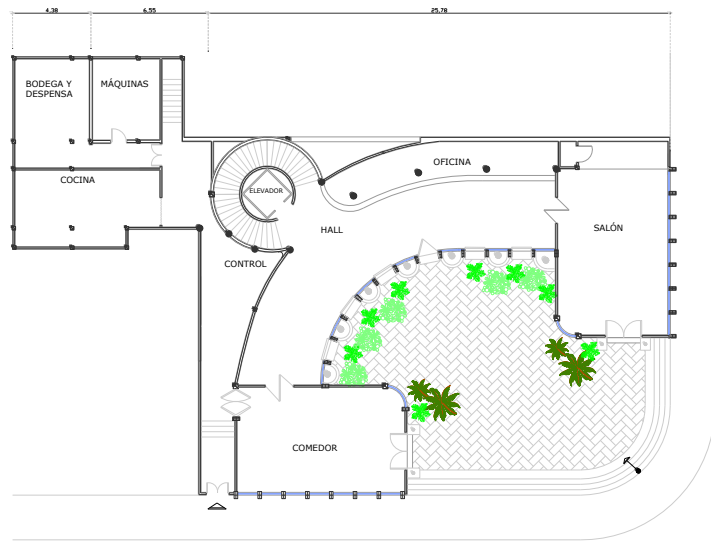 4,38
6,55
25,78
BODEGA Y
DESPENSA
MÁQUINAS
COCINA
ELEVADOR
OFICINA
HALL
SALÓN
CONTROL
COMEDOR